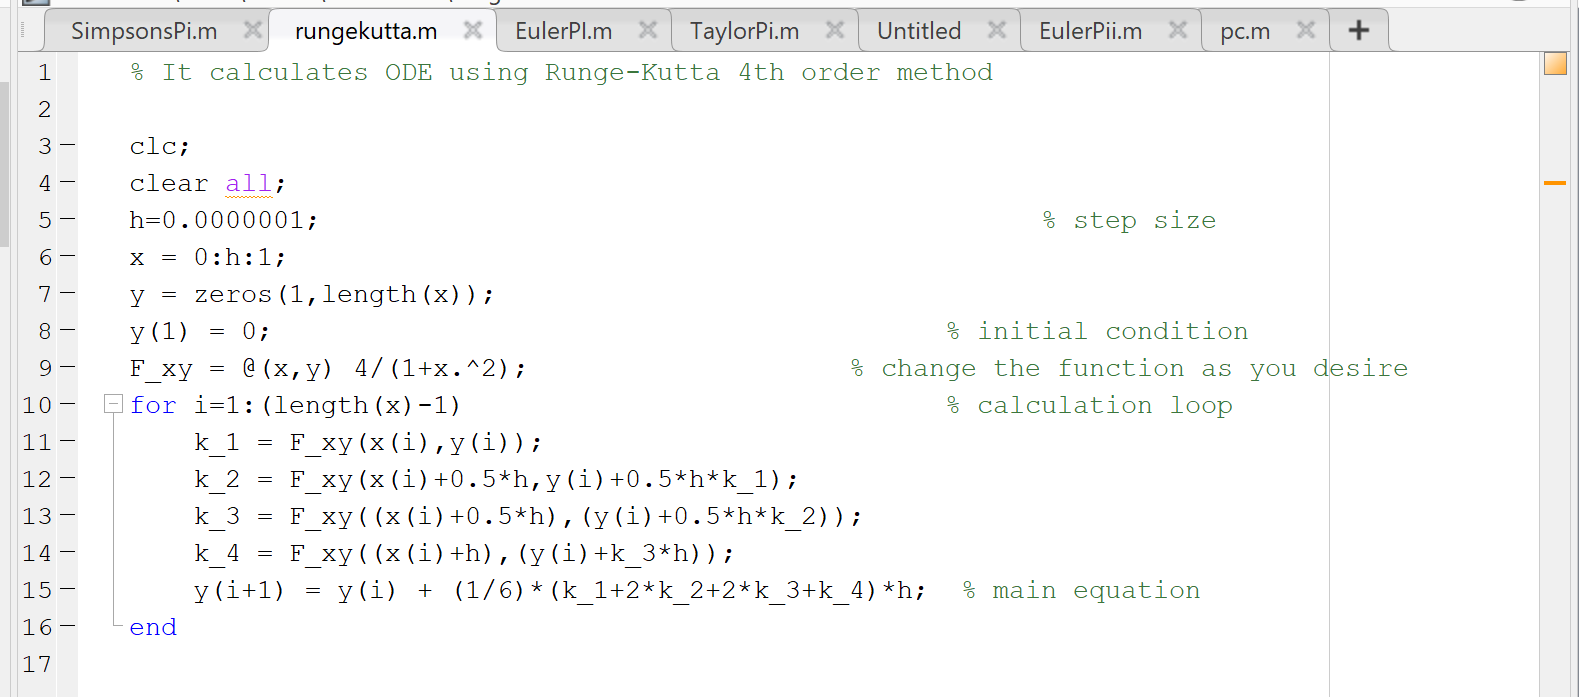 SimpsonsPi.m rungekutta.m EulerPI.m TaylorPi.m Untitled EulerPii.m pc.m +
1 % It calculates ODE using Runge-Kutta 4th order method
2
3 clc;
4 clear all;
5 h=0.0000001; % step size
6 x = 0:h:1;
7 y = zeros(1,length(x));
8 y(1) = 0; % initial condition
9 F_xy = @(x,y) 4/(1+x.^2); % change the function as you desire
10 for i=1:(length(x)-1) % calculation loop
11 k_1 = F_xy(x(i),y(i));
12 k_2 = F_xy(x(i)+0.5*h,y(i)+0.5*h*k_1);
13 k_3 = F_xy((x(i)+0.5*h),(y(i)+0.5*h*k_2));
14 k_4 = F_xy((x(i)+h),(y(i)+k_3*h));
15 y(i+1) = y(i) + (1/6)*(k_1+2*k_2+2*k_3+k_4)*h; % main equation
16 end
17